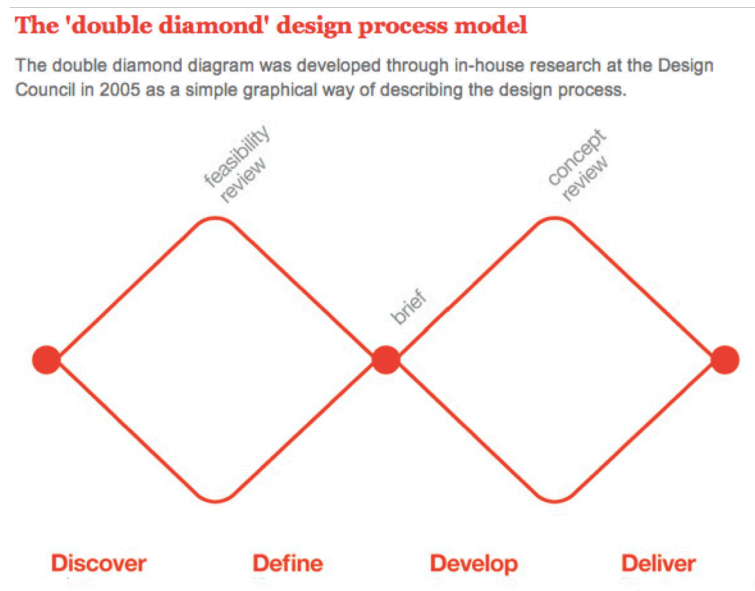 The 'double diamond' design process model
The double diamond diagram was developed through in-house research at the Design
Council in 2005 as a simple graphical way of describing the design process.
feasibility
review
concept
review
brief
Discover
Define
Develop
Deliver